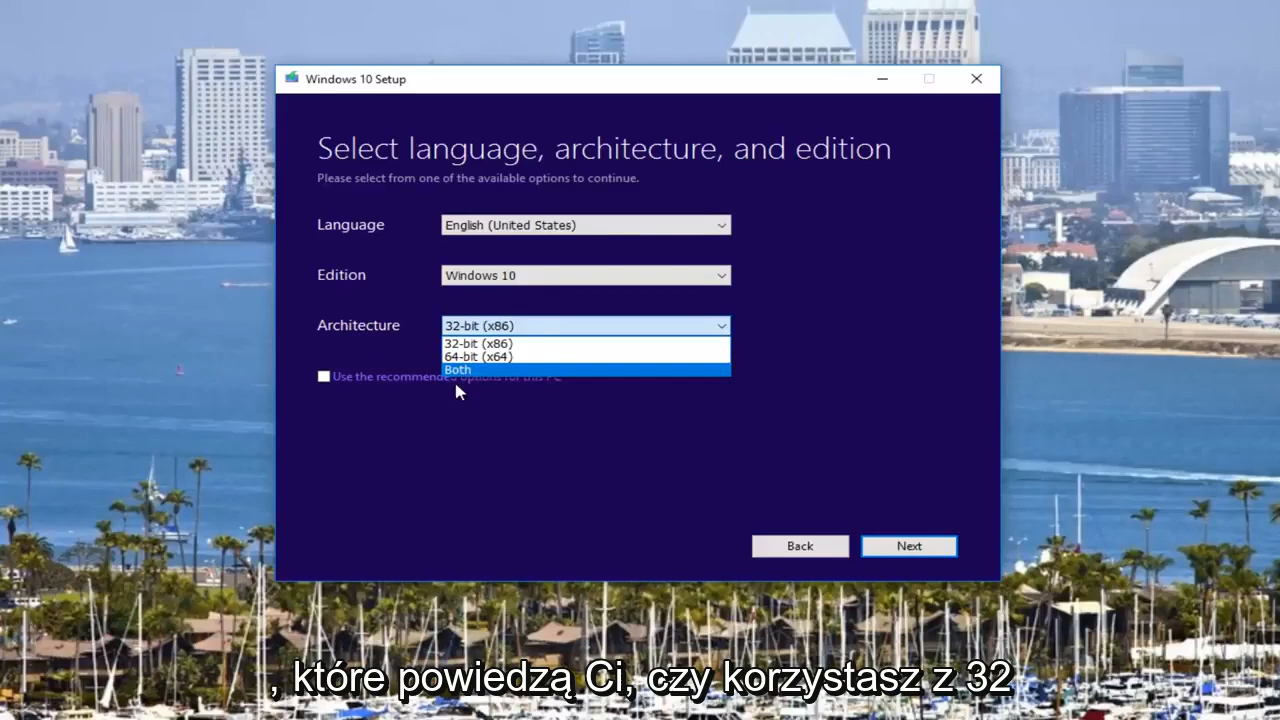 Windows 10 Setup
Select language, architecture, and edition
Please select from one of the available options to continue.
Language
English (United States)
Edition
Windows 10
Architecture
32-bit (x86)
32-bit (x86)
64-bit (x64)
Both
Use the recommended options for this PC
Back
Next
, które powiedzą Ci, czy korzystasz z 32